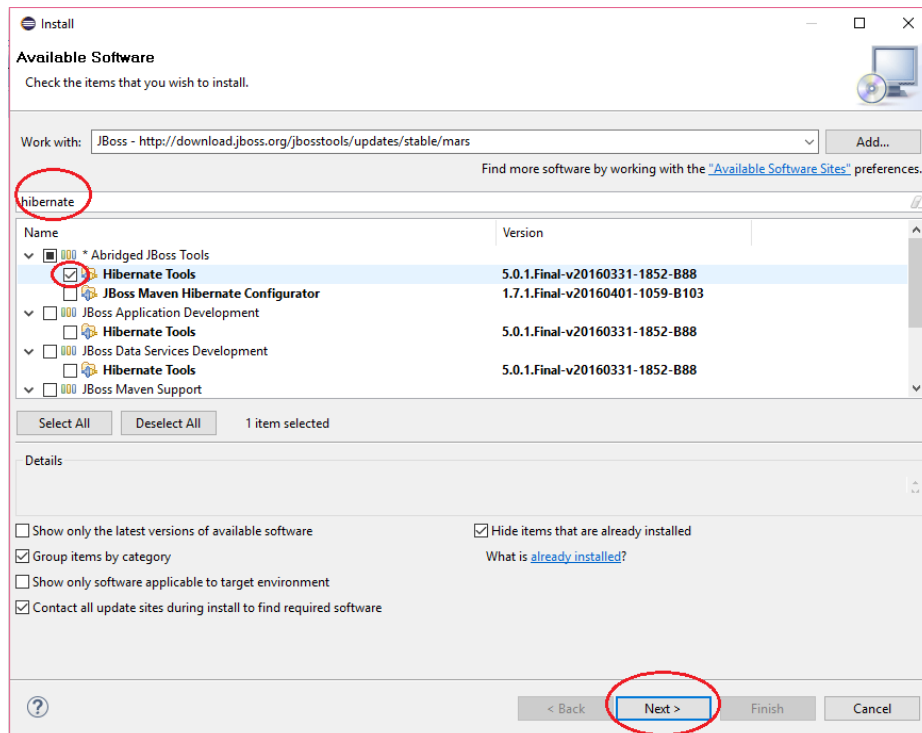 Install
Available Software
Check the items that you wish to install.
Work with: JBoss - http://download.jboss.org/jbosstools/updates/stable/mars Add...
Find more software by working with the "Available Software Sites" preferences.
hibernate
Name Version
* Abridged JBoss Tools
Hibernate Tools 5.0.1.Final-v20160331-1852-B88
JBoss Maven Hibernate Configurator 1.7.1.Final-v20160401-1059-B103
JBoss Application Development
Hibernate Tools 5.0.1.Final-v20160331-1852-B88
JBoss Data Services Development
Hibernate Tools 5.0.1.Final-v20160331-1852-B88
JBoss Maven Support
Select All Deselect All 1 item selected
Details
Show only the latest versions of available software Hide items that are already installed
Group items by category What is already installed?
Show only software applicable to target environment
Contact all update sites during install to find required software
? < Back Next > Finish Cancel